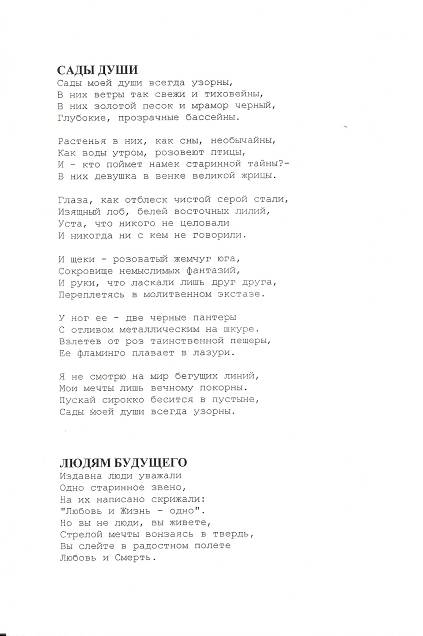 САДЫ ДУШИ
Сады моей души всегда узорны,
В них ветры так свежи и тиховейны,
В них золотой песок и мрамор черный,
Глубокие, прозрачные бассейны.
Растенья в них, как сны, необычайны,
Как воды утром, розовеют птицы,
И - кто поймет намек старинной тайны?-
В них девушка в венке великой жрицы.
Глаза, как отблеск чистой серой стали,
Изящный лоб, белей восточных лилий,
Уста, что никого не целовали
И никогда ни с кем не говорили.
И щеки - розоватый жемчуг юга,
Сокровище немыслимых фантазий,
И руки, что ласкали лишь друг друга,
Переплетясь в молитвенном экстазе.
У ног ее - две черные пантеры
С отливом металлическим на шкуре.
Взлетев от роз таинственной пещеры,
Ее фламинго плавает в лазури.
Я не смотрю на мир бегущих линий,
Мои мечты лишь вечному покорны.
Пускай сирокко бесится в пустыне,
Сады моей души всегда узорны.
ЛЮДЯМ БУДУЩЕГО
Издавна люди уважали
Одно старинное звено,
На их написано скрижали:
"Любовь и Жизнь - одно".
Но вы не люди, вы живете,
Стрелой мечты вонзаясь в твердь,
Вы слейте в радостном полете
Любовь и Смерть.